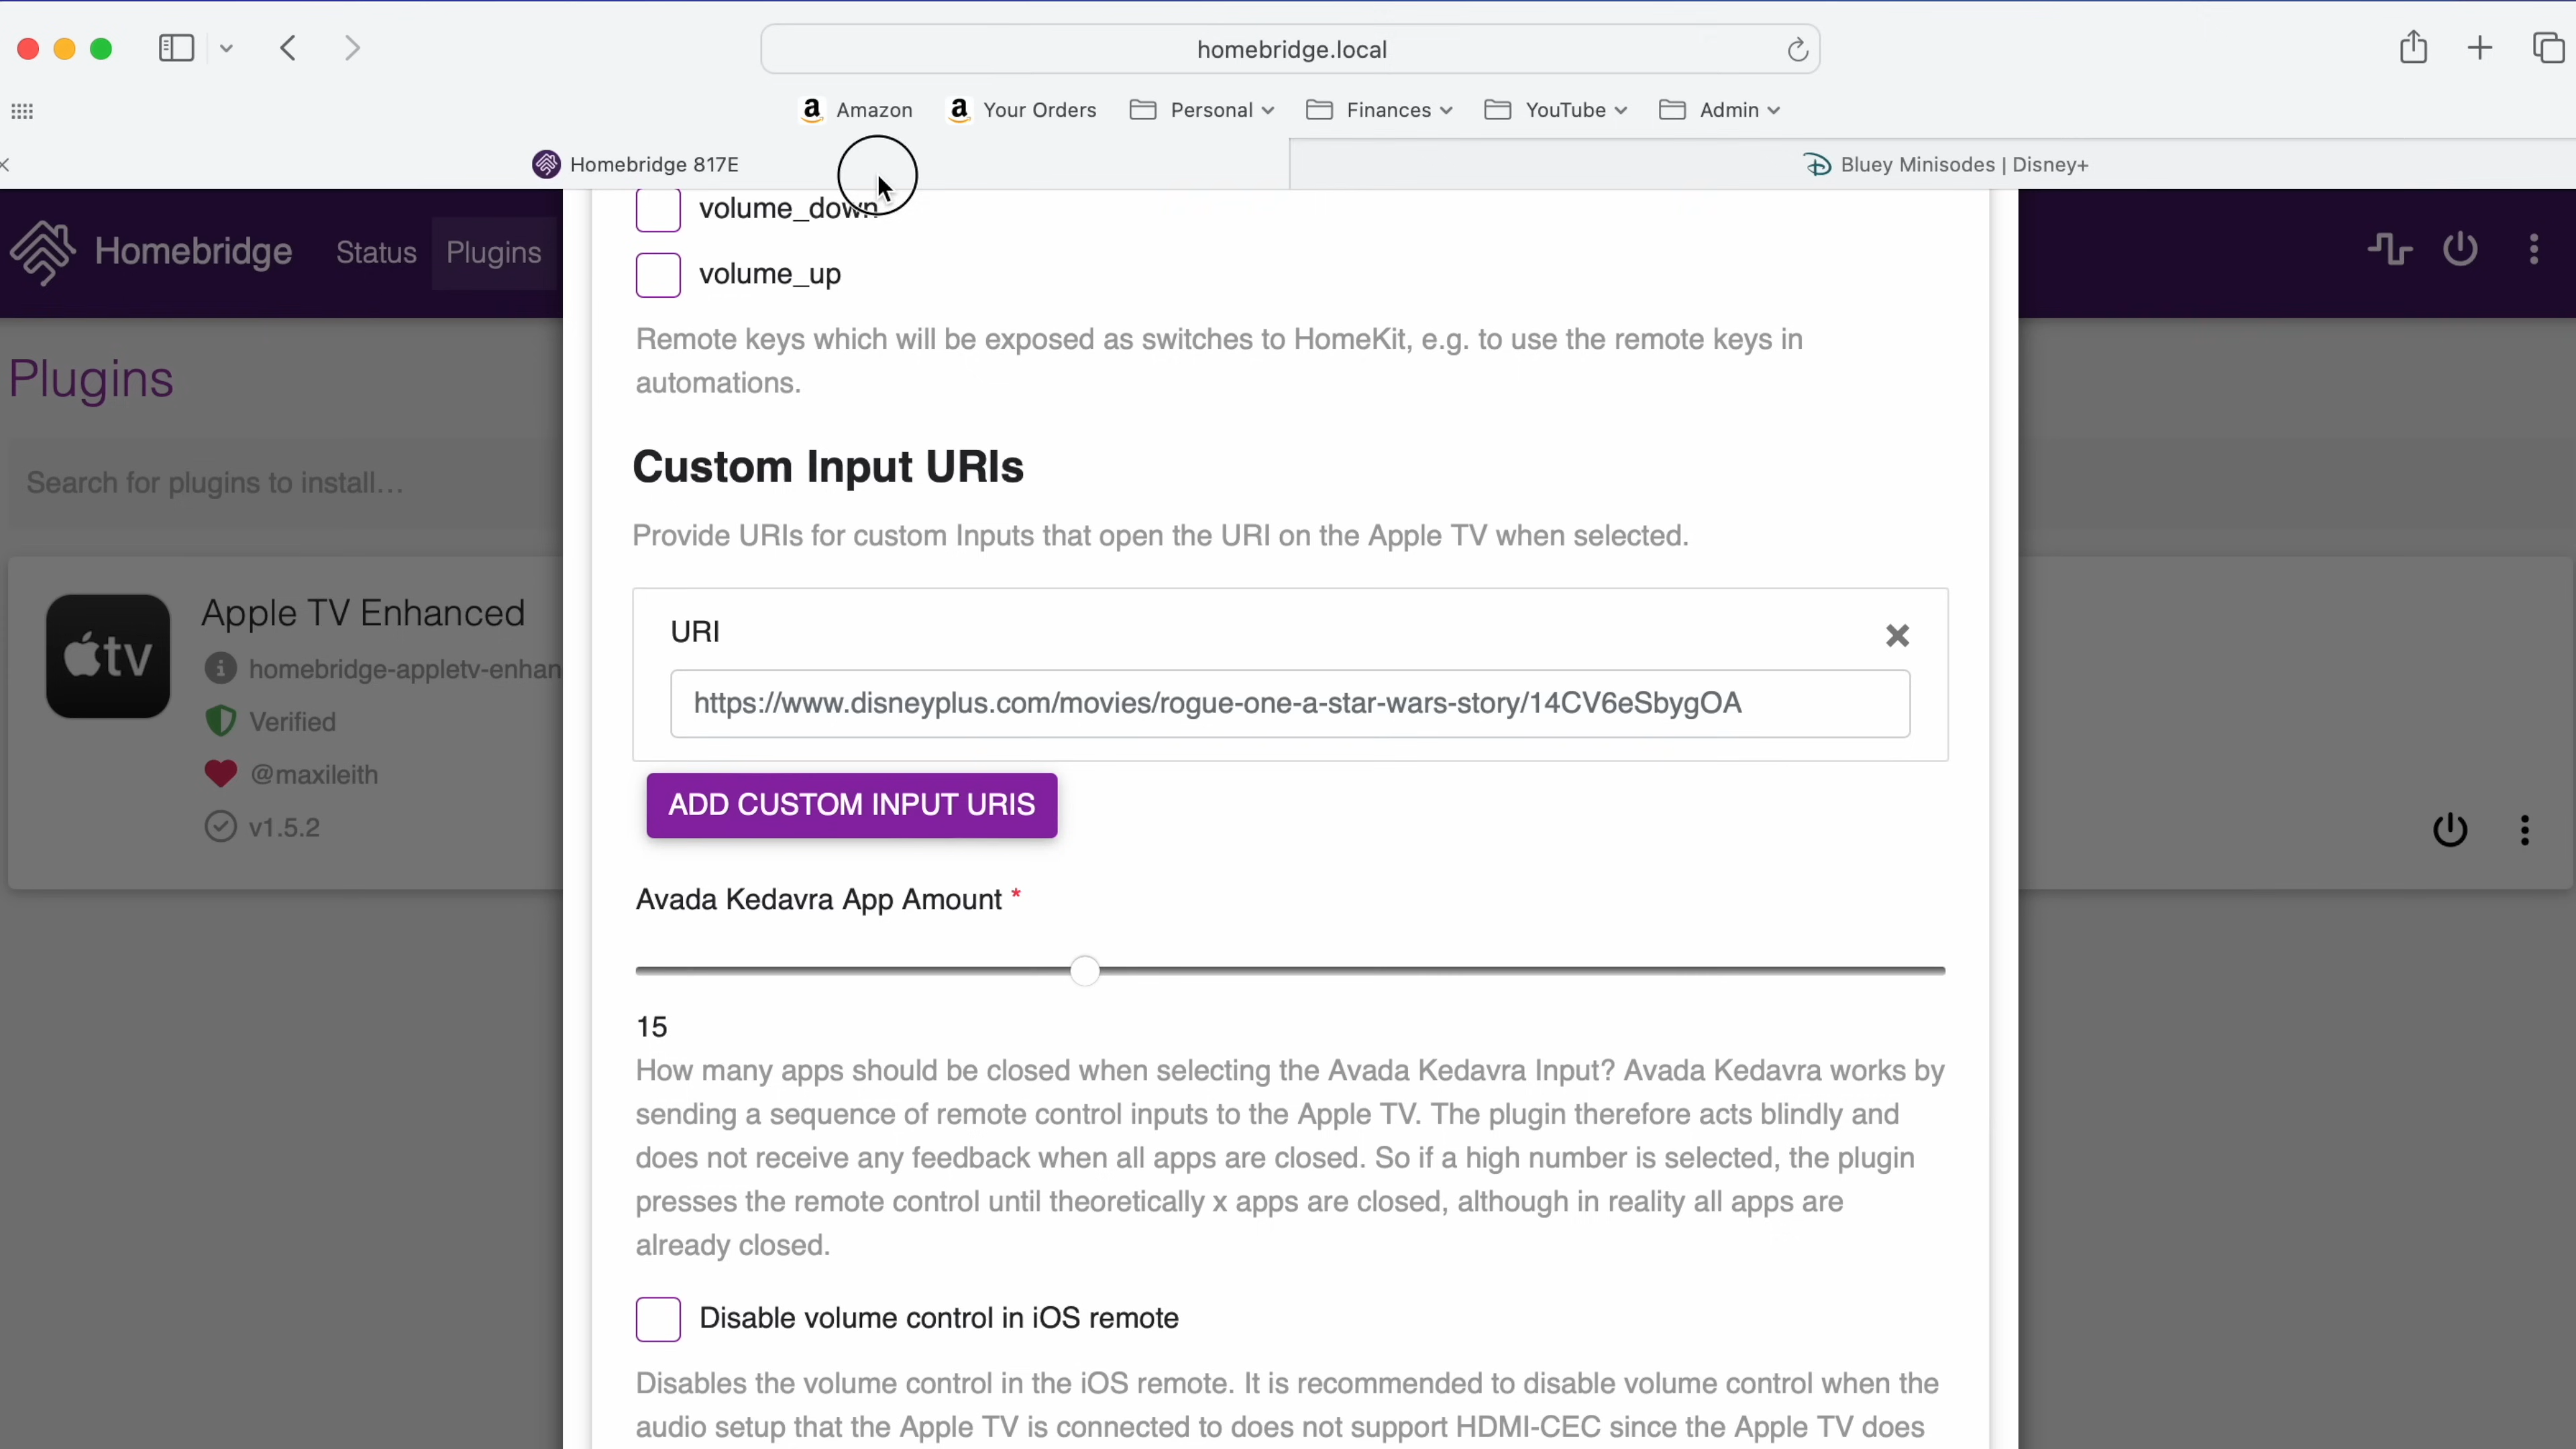 homebridge.local
Amazon
Your Orders
Personal
Finances
YouTube
Admin
Homebridge 817E
Bluey Minisodes | Disney+
Homebridge
Status
Plugins
volume_down
volume_up
Remote keys which will be exposed as switches to HomeKit, e.g. to use the remote keys in
automations.
Plugins
Search for plugins to install...
Custom Input URIs
Provide URIs for custom Inputs that open the URI on the Apple TV when selected.
tv
Apple TV Enhanced
homebridge-appletv-enhan
Verified
@maxileith
v1.5.2
URI
https://www.disneyplus.com/movies/rogue-one-a-star-wars-story/14CV6eSbygOA
ADD CUSTOM INPUT URIS
Avada Kedavra App Amount *
15
How many apps should be closed when selecting the Avada Kedavra Input? Avada Kedavra works by
sending a sequence of remote control inputs to the Apple TV. The plugin therefore acts blindly and
does not receive any feedback when all apps are closed. So if a high number is selected, the plugin
presses the remote control until theoretically x apps are closed, although in reality all apps are
already closed.
Disable volume control in iOS remote
Disables the volume control in the iOS remote. It is recommended to disable volume control when the
audio setup that the Apple TV is connected to does not support HDMI-CEC since the Apple TV does